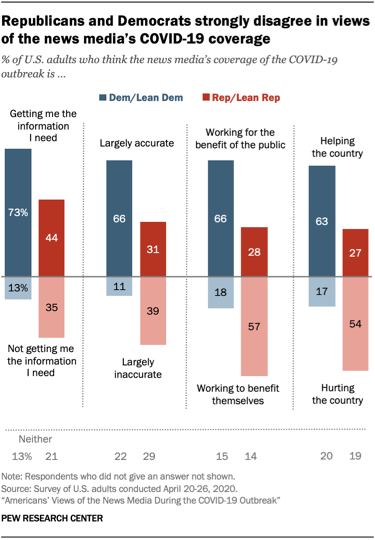 Republicans and Democrats strongly disagree in views
of the news media's COVID-19 coverage
% of U.S. adults who think the news media's coverage of the COVID-19
outbreak is ...
Dem/Lean Dem Rep/Lean Rep
Getting me the
information
I need
Largely accurate
Working for the
benefit of the public
Helping
the country
73% 44 66 31 66 28 63 27
13% 35 11 39 18 57 17 54
Not getting me
the information
I need
Largely
inaccurate
Working to benefit
themselves
Hurting
the country
Neither
13% 21 22 29 15 14 20 19
Note: Respondents who did not give an answer not shown.
Source: Survey of U.S. adults conducted April 20-26, 2020.
"Americans' Views of the News Media During the COVID-19 Outbreak"
PEW RESEARCH CENTER